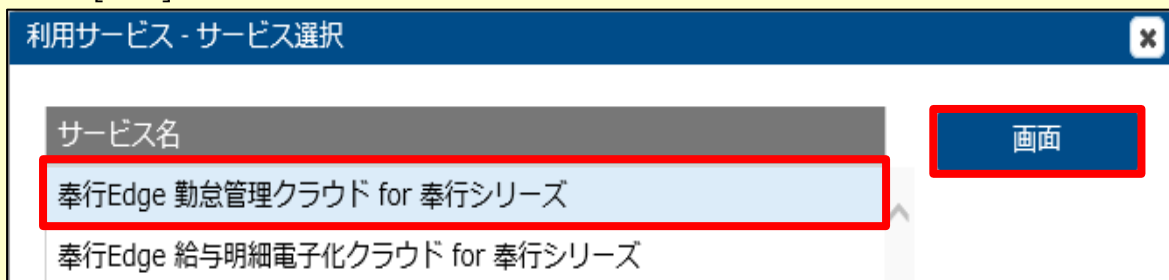 利用サービス - サービス選択
サービス名
画面
奉行Edge 勤怠管理クラウド for 奉行シリーズ
奉行Edge 給与明細電子化クラウド for 奉行シリーズ